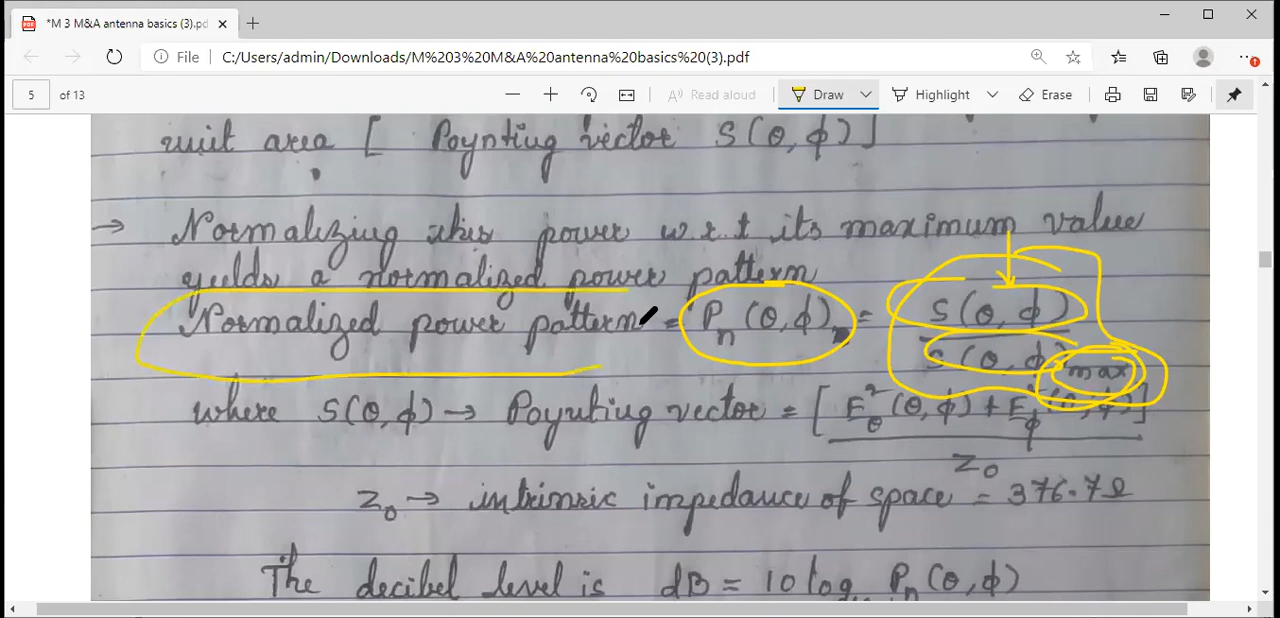 *M 3 M&A antenna basics (3).pd
File C:/Users/admin/Downloads/M%203%20M&A%20antenna%20basics%20(3).pdf
5 of 13 Read aloud Draw Highlight Erase
unit area [ Poynting vector S(θ,ϕ)]
→ Normalizing this power w.r.t its maximum value
yields a normalized power pattern
Normalized power pattern = Pₙ(θ,ϕ)ₙ = S(θ,ϕ) / S(θ,ϕ)max
where S(θ,ϕ) → Poynting vector = [E²θ(θ,ϕ) + E²ϕ(θ,ϕ)] / Z₀
Z₀ → intrinsic impedance of space = 376.7Ω
The decibel level is dB = 10 log Pₙ(θ,ϕ)